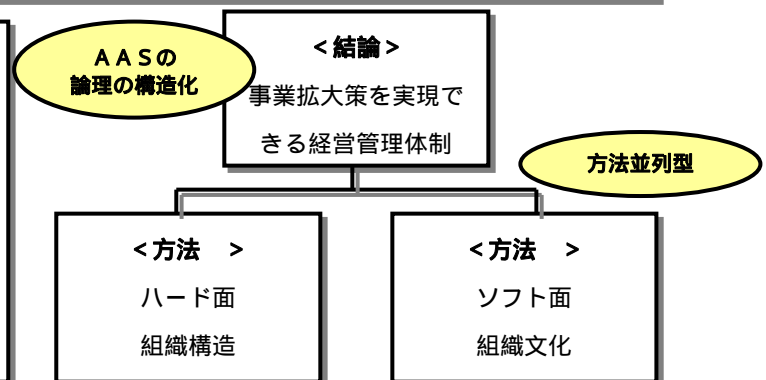 ＡＡＳの
論理の構造化
＜結論＞
事業拡大策を実現で
きる経営管理体制
方法並列型
＜方法　＞
ハード面
組織構造
＜方法　＞
ソフト面
組織文化